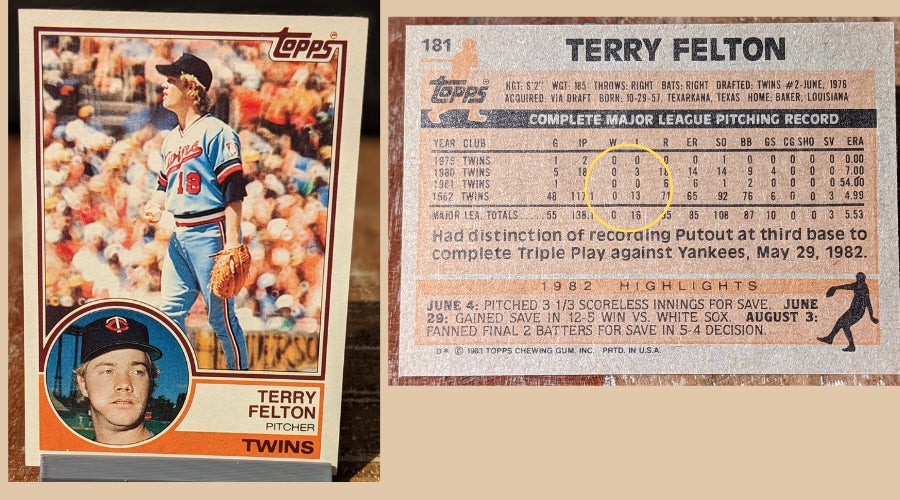 Topps
Twins
18
TERRY
FELTON
PITCHER
TWINS
181
TERRY FELTON
Topps
HGT: 6'2" WGT: 185 THROWS: RIGHT BATS: RIGHT DRAFTED: TWINS #2-JUNE, 1976
ACQUIRED: VIA DRAFT BORN: 10-29-57, TEXARKANA, TEXAS HOME: BAKER, LOUISIANA
COMPLETE MAJOR LEAGUE PITCHING RECORD
YEAR CLUB G IP W L R ER SO BB GS CG SHO SV ERA
1979 TWINS 1 2 0 0 0 0 1 0 0 0 0 0 0.00
1980 TWINS 5 18 0 3 18 14 14 9 4 0 0 0 7.00
1981 TWINS 1 0 0 6 6 1 2 0 0 0 0 54.00
1982 TWINS 48 117.1 0 13 71 65 92 76 6 0 0 3 4.99
MAJOR LEA. TOTALS..... 55 138. 0 16 95 85 108 87 10 0 0 3 5.53
Had distinction of recording Putout at third base to
complete Triple Play against Yankees, May 29, 1982.
1982 HIGHLIGHTS
JUNE 4: PITCHED 3 1/3 SCORELESS INNINGS FOR SAVE. JUNE
29: GAINED SAVE IN 12-5 WIN VS. WHITE SOX. AUGUST 3:
FANNED FINAL 2 BATTERS FOR SAVE IN 5-4 DECISION.
D* © 1983 TOPPS CHEWING GUM, INC. PRTD. IN U.S.A.